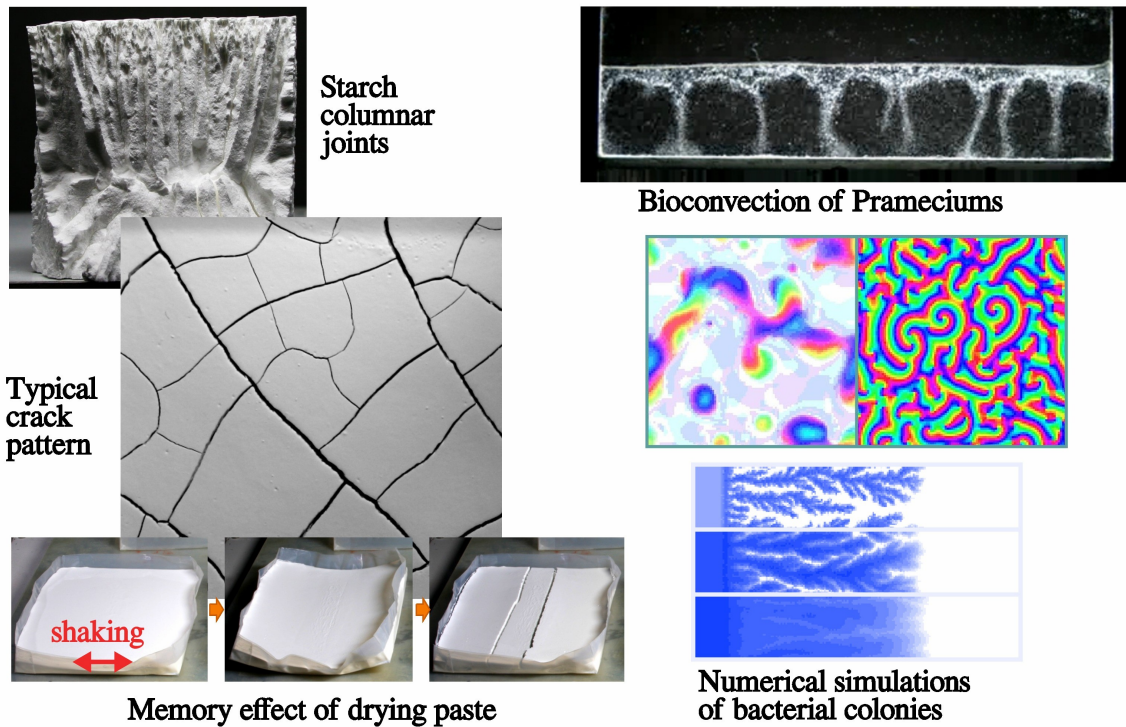 Starch
columnar
joints
Bioconvection of Prameciums
Typical
crack
pattern
shaking
Memory effect of drying paste
Numerical simulations
of bacterial colonies